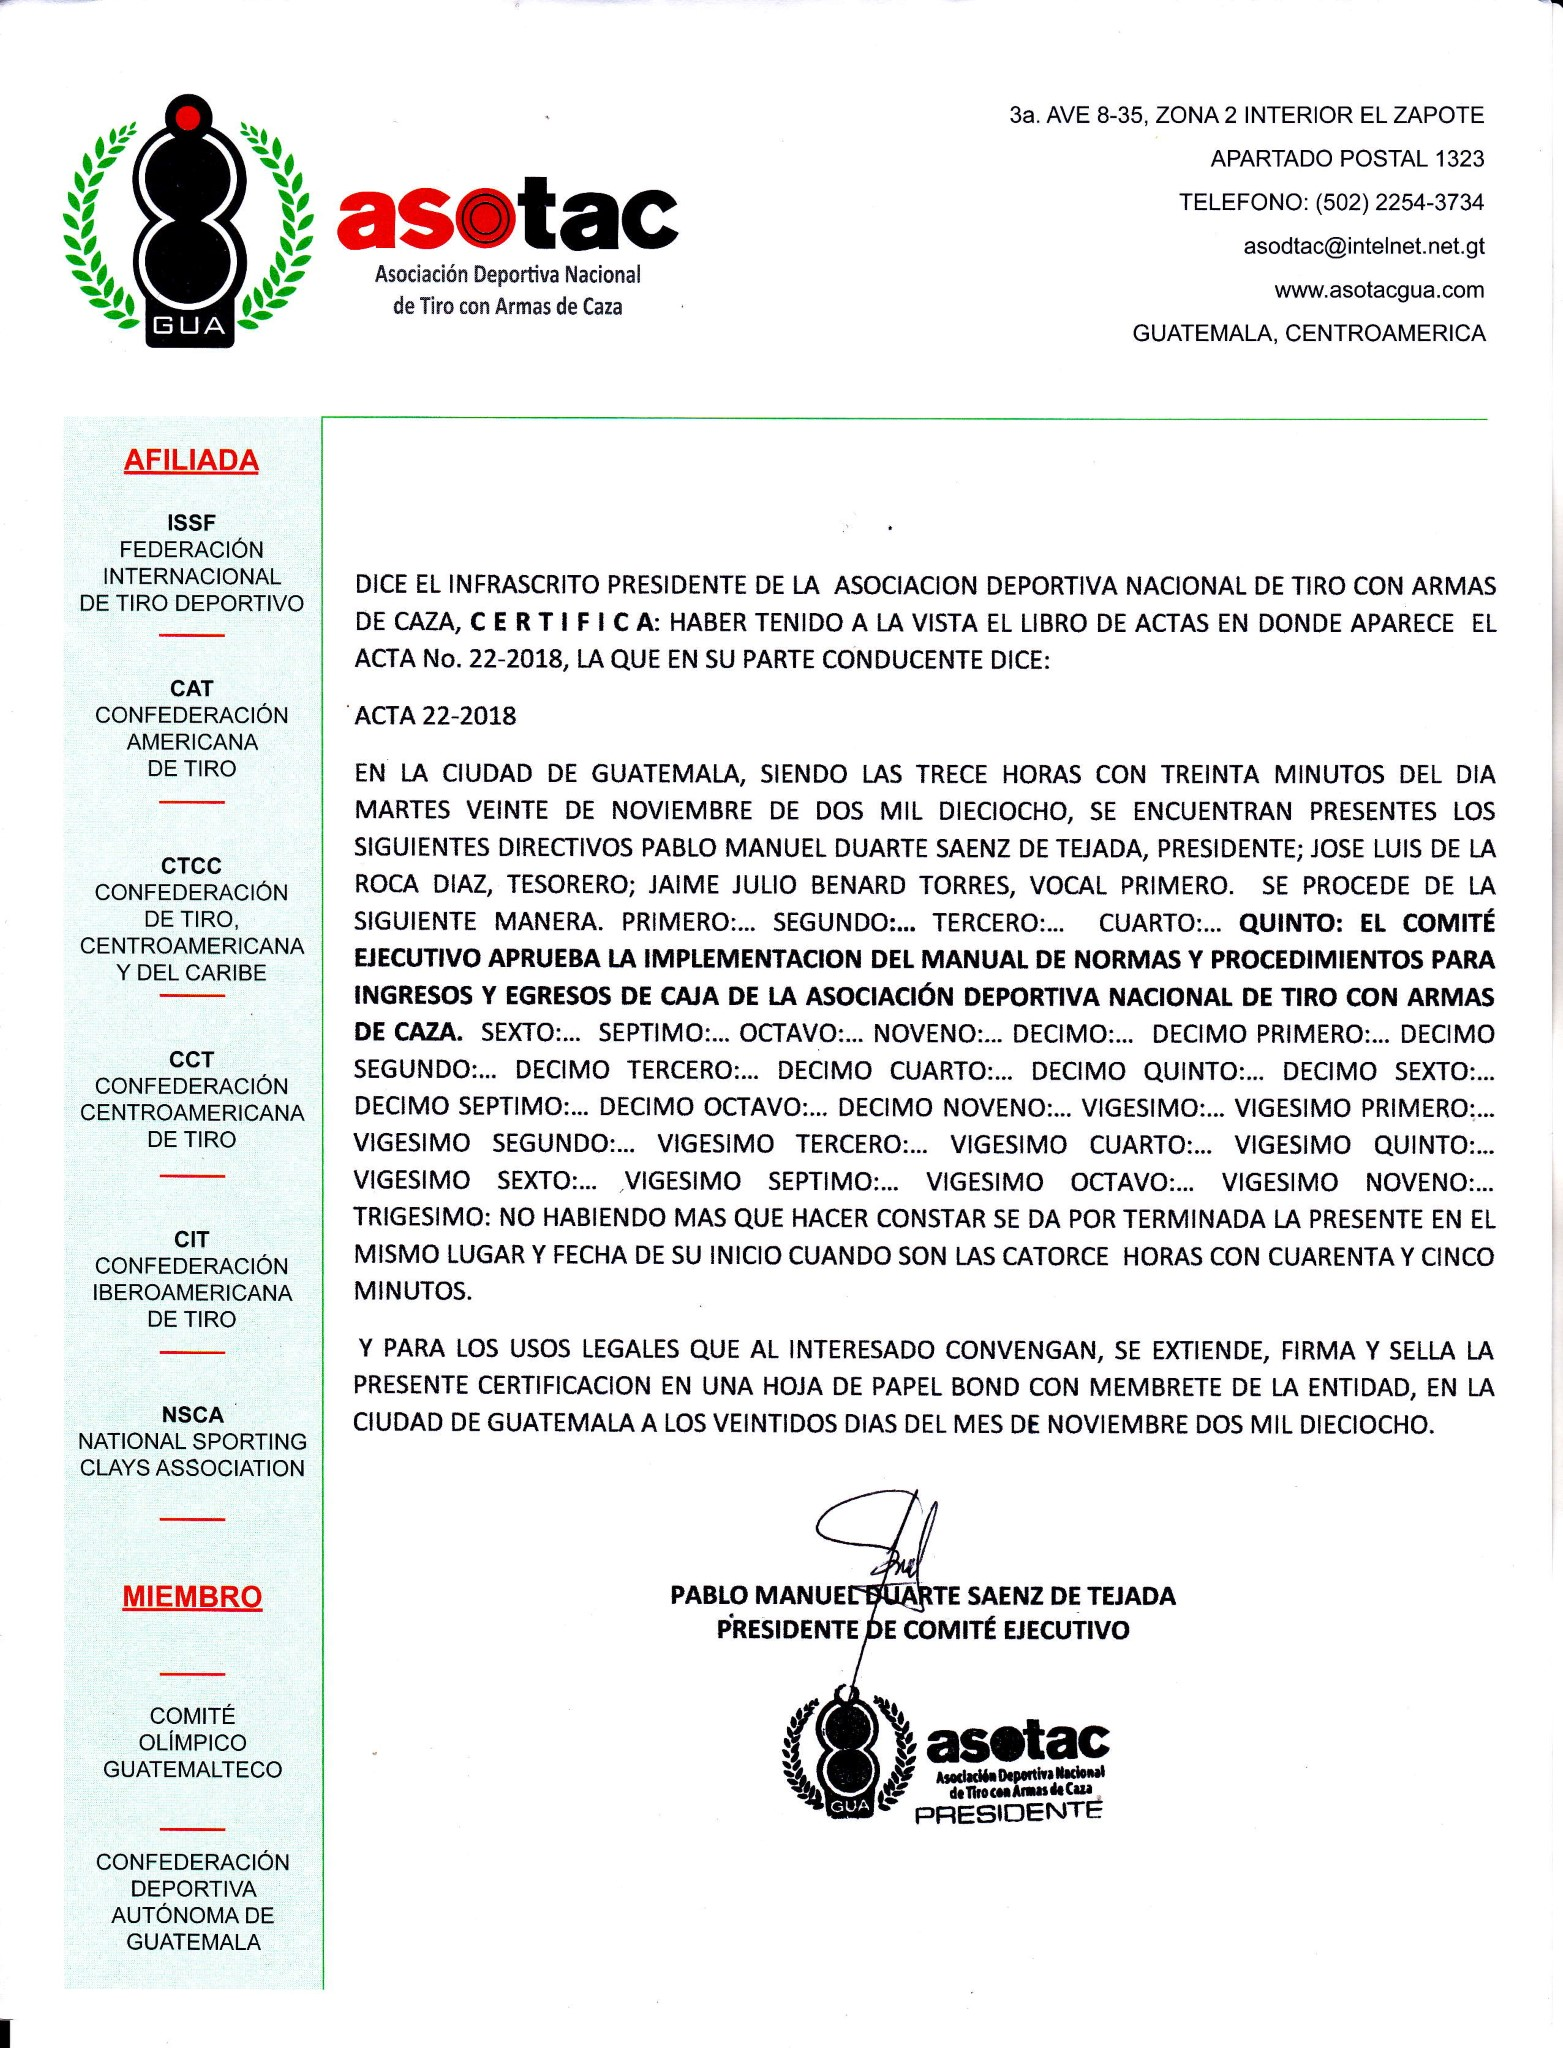 GUA
asotac
Asociación Deportiva Nacional
de Tiro con Armas de Caza
3a. AVE 8-35, ZONA 2 INTERIOR EL ZAPOTE
APARTADO POSTAL 1323
TELEFONO: (502) 2254-3734
asodtac@intelnet.net.gt
www.asotacgua.com
GUATEMALA, CENTROAMERICA
AFILIADA
ISSF
FEDERACIÓN
INTERNACIONAL
DE TIRO DEPORTIVO
CAT
CONFEDERACIÓN
AMERICANA
DE TIRO
CTCC
CONFEDERACIÓN
DE TIRO,
CENTROAMERICANA
Y DEL CARIBE
CCT
CONFEDERACIÓN
CENTROAMERICANA
DE TIRO
CIT
CONFEDERACIÓN
IBEROAMERICANA
DE TIRO
NSCA
NATIONAL SPORTING
CLAYS ASSOCIATION
MIEMBRO
COMITÉ
OLÍMPICO
GUATEMALTECO
CONFEDERACIÓN
DEPORTIVA
AUTÓNOMA DE
GUATEMALA
DICE EL INFRASCRITO PRESIDENTE DE LA ASOCIACION DEPORTIVA NACIONAL DE TIRO CON ARMAS
DE CAZA, C E R T I F I C A: HABER TENIDO A LA VISTA EL LIBRO DE ACTAS EN DONDE APARECE EL
ACTA No. 22-2018, LA QUE EN SU PARTE CONDUCENTE DICE:
ACTA 22-2018
EN LA CIUDAD DE GUATEMALA, SIENDO LAS TRECE HORAS CON TREINTA MINUTOS DEL DIA
MARTES VEINTE DE NOVIEMBRE DE DOS MIL DIECIOCHO, SE ENCUENTRAN PRESENTES LOS
SIGUIENTES DIRECTIVOS PABLO MANUEL DUARTE SAENZ DE TEJADA, PRESIDENTE; JOSE LUIS DE LA
ROCA DIAZ, TESORERO; JAIME JULIO BENARD TORRES, VOCAL PRIMERO. SE PROCEDE DE LA
SIGUIENTE MANERA. PRIMERO:... SEGUNDO:... TERCERO:... CUARTO:... QUINTO: EL COMITÉ
EJECUTIVO APRUEBA LA IMPLEMENTACION DEL MANUAL DE NORMAS Y PROCEDIMIENTOS PARA
INGRESOS Y EGRESOS DE CAJA DE LA ASOCIACIÓN DEPORTIVA NACIONAL DE TIRO CON ARMAS
DE CAZA. SEXTO:... SEPTIMO:... OCTAVO:... NOVENO:... DECIMO:... DECIMO PRIMERO:... DECIMO
SEGUNDO:... DECIMO TERCERO:... DECIMO CUARTO:... DECIMO QUINTO:... DECIMO SEXTO:...
DECIMO SEPTIMO:... DECIMO OCTAVO:... DECIMO NOVENO:... VIGESIMO:... VIGESIMO PRIMERO:...
VIGESIMO SEGUNDO:... VIGESIMO TERCERO:... VIGESIMO CUARTO:... VIGESIMO QUINTO:...
VIGESIMO SEXTO:... VIGESIMO SEPTIMO:... VIGESIMO OCTAVO:... VIGESIMO NOVENO:...
TRIGESIMO: NO HABIENDO MAS QUE HACER CONSTAR SE DA POR TERMINADA LA PRESENTE EN EL
MISMO LUGAR Y FECHA DE SU INICIO CUANDO SON LAS CATORCE HORAS CON CUARENTA Y CINCO
MINUTOS.
Y PARA LOS USOS LEGALES QUE AL INTERESADO CONVENGAN, SE EXTIENDE, FIRMA Y SELLA LA
PRESENTE CERTIFICACION EN UNA HOJA DE PAPEL BOND CON MEMBRETE DE LA ENTIDAD, EN LA
CIUDAD DE GUATEMALA A LOS VEINTIDOS DIAS DEL MES DE NOVIEMBRE DOS MIL DIECIOCHO.
PABLO MANUEL DUARTE SAENZ DE TEJADA
PRESIDENTE DE COMITÉ EJECUTIVO
GUA
asotac
Asociación Deportiva Nacional
de Tiro con Armas de Caza
PRESIDENTE